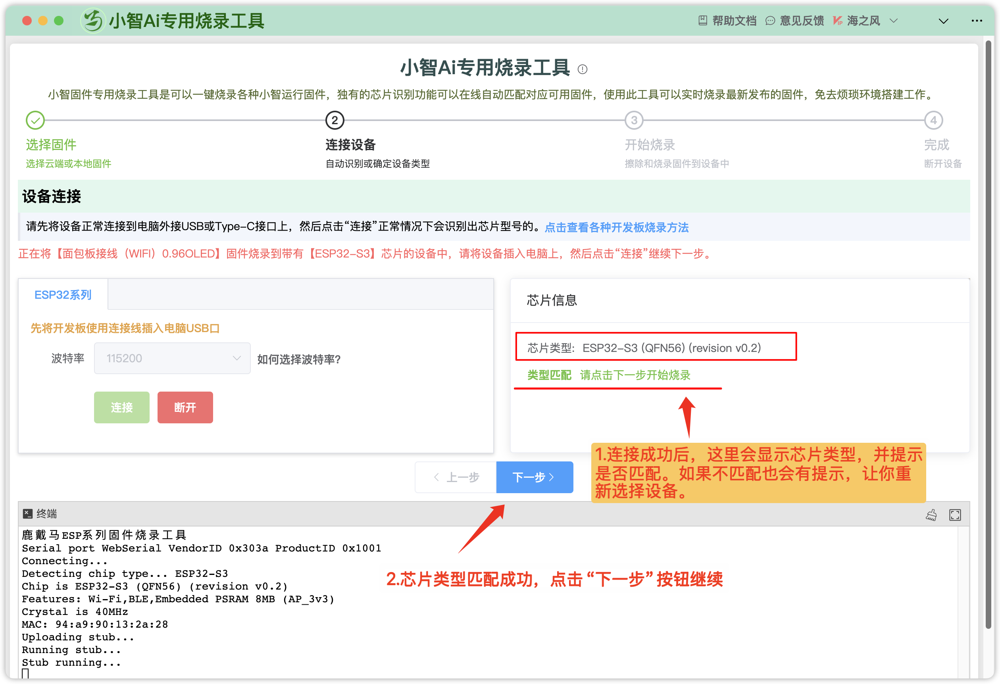 小智Ai专用烧录工具
帮助文档
意见反馈
VIP 海之风
小智Ai专用烧录工具
小智固件专用烧录工具是可以一键烧录各种小智运行固件，独有的芯片识别功能可以在线自动匹配对应可用固件，使用此工具可以实时烧录最新发布的固件，免去烦琐环境搭建工作。
2
3
4
选择固件
连接设备
开始烧录
完成
选择云端或本地固件
自动识别或确定设备类型
擦除和烧录固件到设备中
断开设备
设备连接
请先将设备正常连接到电脑外接USB或Type-C接口上，然后点击“连接”正常情况下会识别出芯片型号的。点击查看各种开发板烧录方法
正在将【面包板接线（WIFI）0.96OLED】固件烧录到带有【ESP32-S3】芯片的设备中，请将设备插入电脑上，然后点击“连接”继续下一步。
ESP32系列
先将开发板使用连接线插入电脑USB口
波特率
115200
如何选择波特率?
连接
断开
芯片信息
芯片类型: ESP32-S3 (QFN56) (revision v0.2)
类型匹配 请点击下一步开始烧录
1.连接成功后，这里会显示芯片类型，并提示
是否匹配。如果不匹配也会有提示，让你重
新选择设备。
上一步
下一步
终端
鹿戴马ESP系列固件烧录工具
Serial port WebSerial VendorID 0x303a ProductID 0x1001
Connecting...
Detecting chip type... ESP32-S3
Chip is ESP32-S3 (QFN56) (revision v0.2)
Features: Wi-Fi,BLE,Embedded PSRAM 8MB (AP_3v3)
Crystal is 40MHz
MAC: 94:a9:90:13:2a:28
Uploading stub...
Running stub...
Stub running...
2.芯片类型匹配成功，点击“下一步”按钮继续